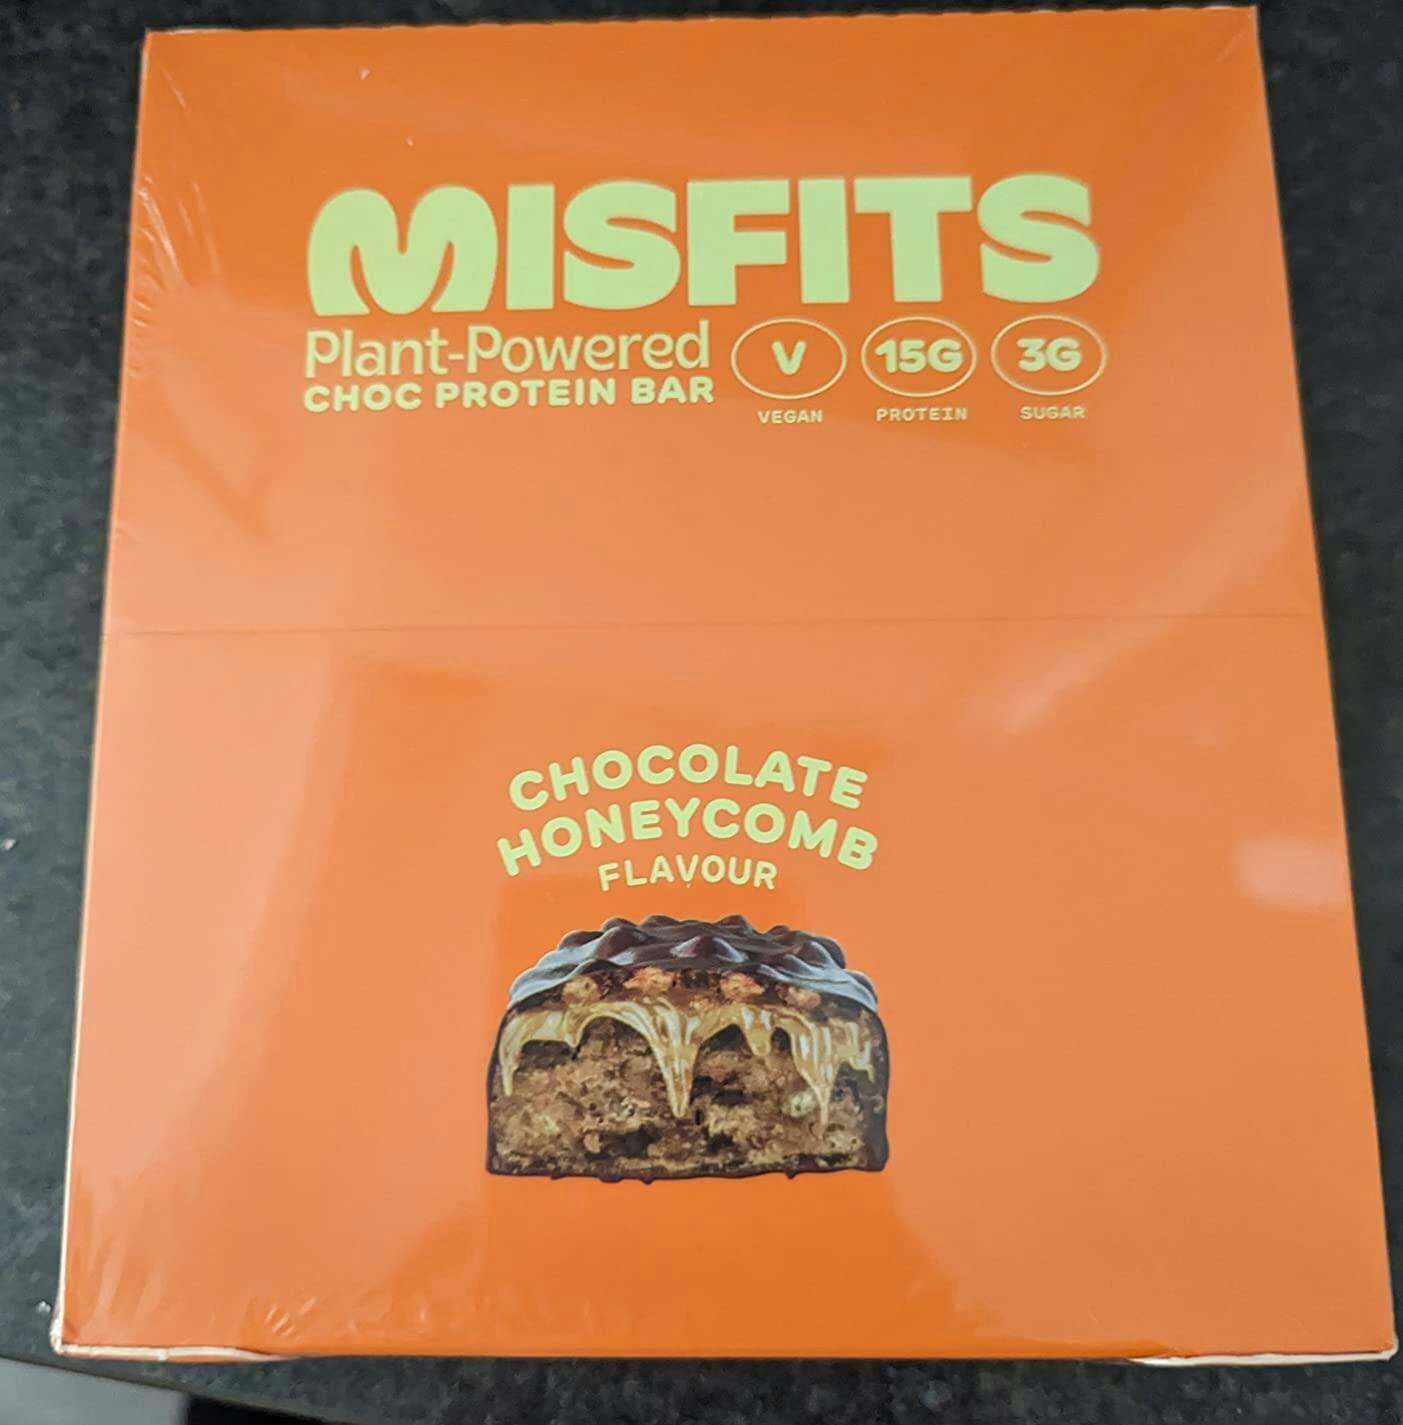 MISFITS
Plant-Powered
CHOC PROTEIN BAR
V
VEGAN
15G
PROTEIN
3G
SUGAR
CHOCOLATE
HONEYCOMB
FLAVOUR